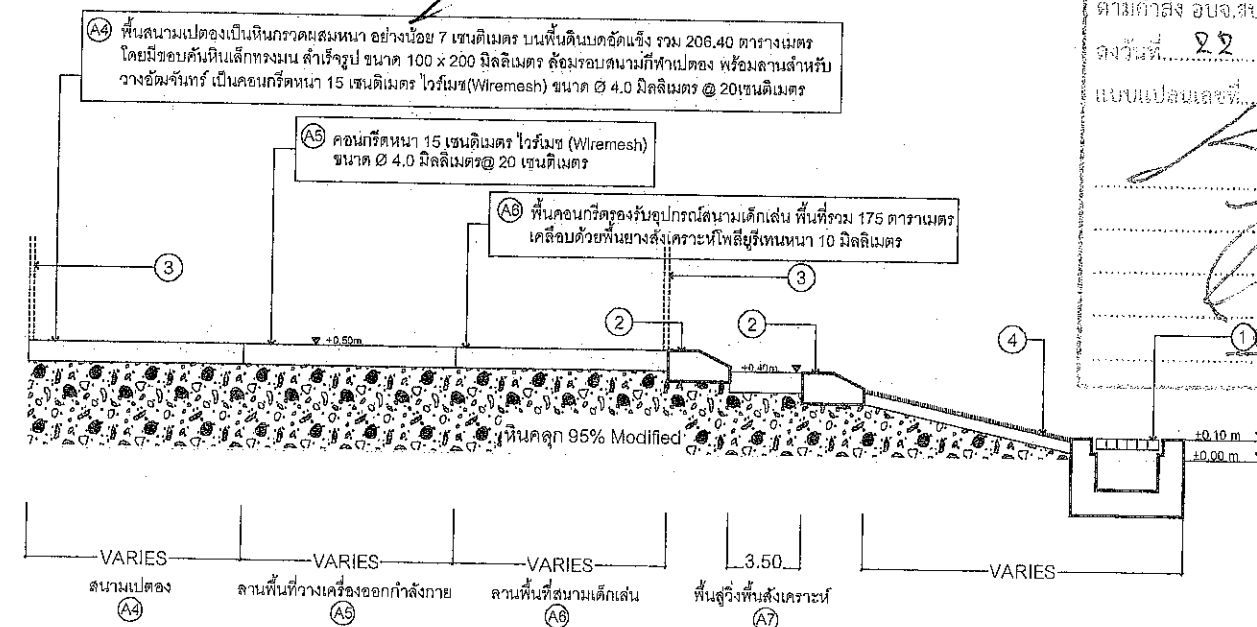 A4 พื้นสนามเปตองเป็นหินกรวดผสมหนา อย่างน้อย 7 เซนติเมตร บนพื้นดินบดอัดแข็ง รวม 206.40 ตารางเมตร
โดยมีขอบคันหินเล็กทรงมน สำเร็จรูป ขนาด 100 x 200 มิลลิเมตร ล้อมรอบสนามกีฬาเปตอง พร้อมลานสำหรับ
วางอัฒจันทร์ เป็นคอนกรีตหนา 15 เซนติเมตร ไวร์เมช(Wiremesh) ขนาด Ø 4.0 มิลลิเมตร @ 20เซนติเมตร
ลงวันที่..... 22
แบบแปลนเลขที่...
A5 คอนกรีตหนา 15 เซนติเมตร ไวร์เมช (Wiremesh)
ขนาด Ø 4.0 มิลลิเมตร@ 20 เซนติเมตร
A6 พื้นคอนกรีตรองรับอุปกรณ์สนามเด็กเล่น พื้นที่รวม 175 ตาราเมตร
เคลือบด้วยพื้นยางสังเคราะห์โพลียูรีเทนหนา 10 มิลลิเมตร
3
3
2
2
4
1
+0.50m
+0.40m
±0.10 m
±0.00 m
หินคลุก 95% Modified
VARIES
VARIES
VARIES
3.50
VARIES
สนามเปตอง
ลานพื้นที่วางเครื่องออกกำลังกาย
ลานพื้นที่สนามเด็กเล่น
พื้นลู่วิ่งพื้นสังเคราะห์
A4
A5
A6
A7